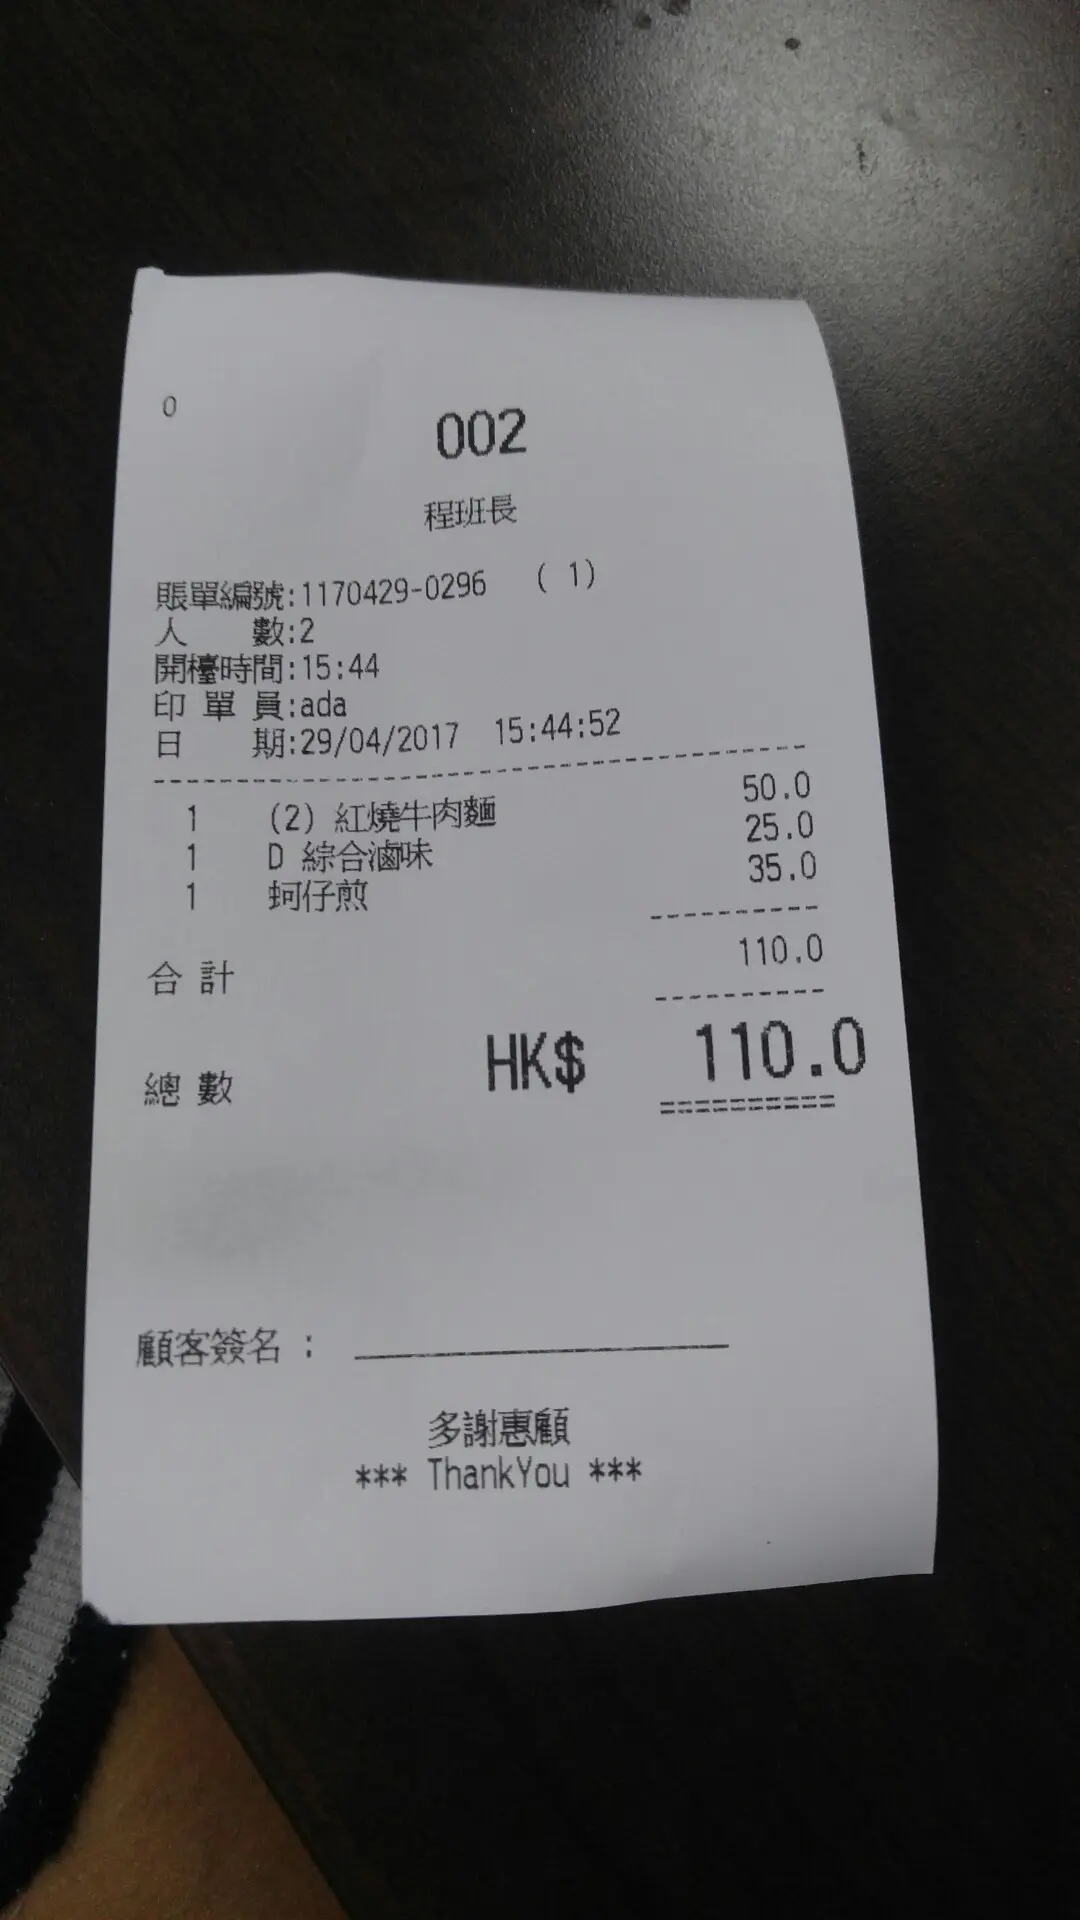 0
002
程班長
賬單編號:1170429-0296 ( 1)
人 數:2
開檯時間:15:44
印 單 員:ada
日 期:29/04/2017 15:44:52
1 (2) 紅燒牛肉麵 50.0
1 D 綜合滷味 25.0
1 蚵仔煎 35.0
合 計 110.0
總 數 HK$ 110.0
顧客簽名 :
多謝惠顧
*** ThankYou ***